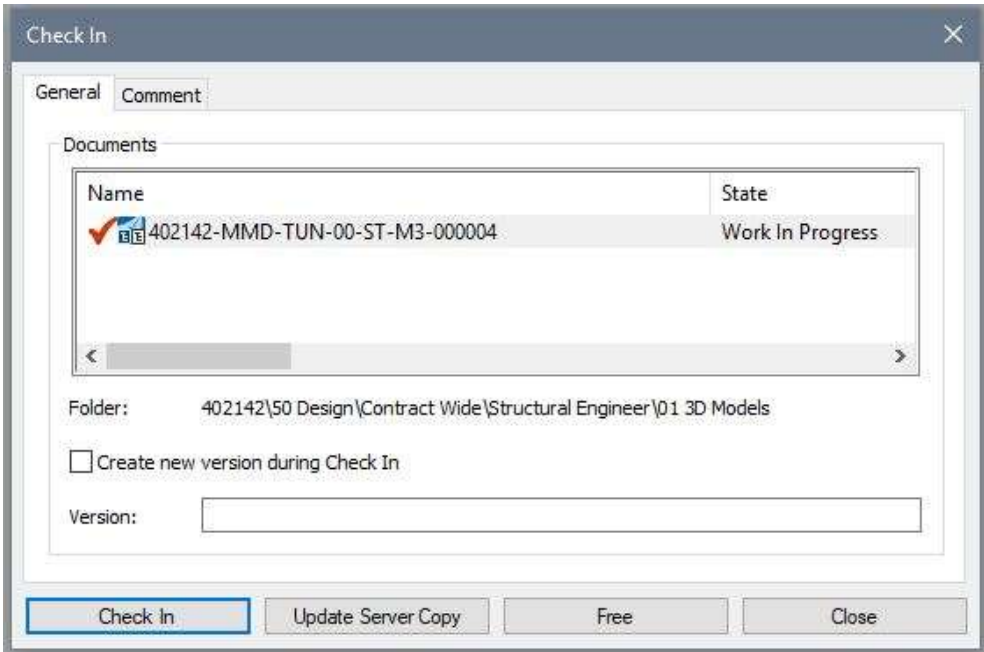 Check In
General Comment
Documents
Name State
402142-MMD-TUN-00-ST-M3-000004 Work In Progress
Folder: 402142\50 Design\Contract Wide\Structural Engineer\01 3D Models
Create new version during Check In
Version:
Check In Update Server Copy Free Close